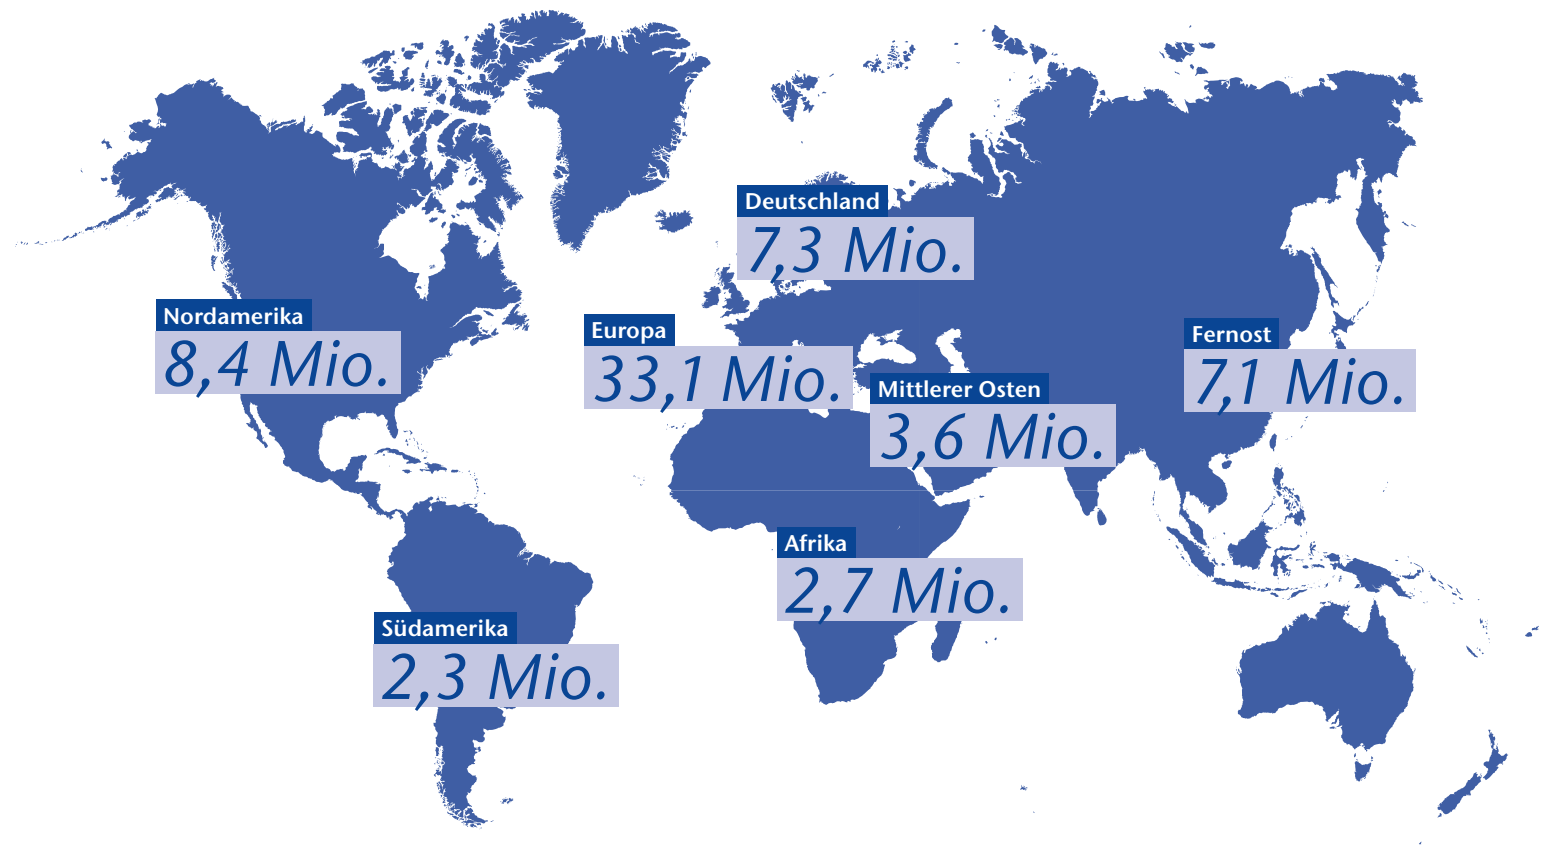 Deutschland
7,3 Mio.
Nordamerika
8,4 Mio.
Europa
33,1 Mio.
Fernost
7,1 Mio.
Mittlerer Osten
3,6 Mio.
Afrika
2,7 Mio.
Südamerika
2,3 Mio.